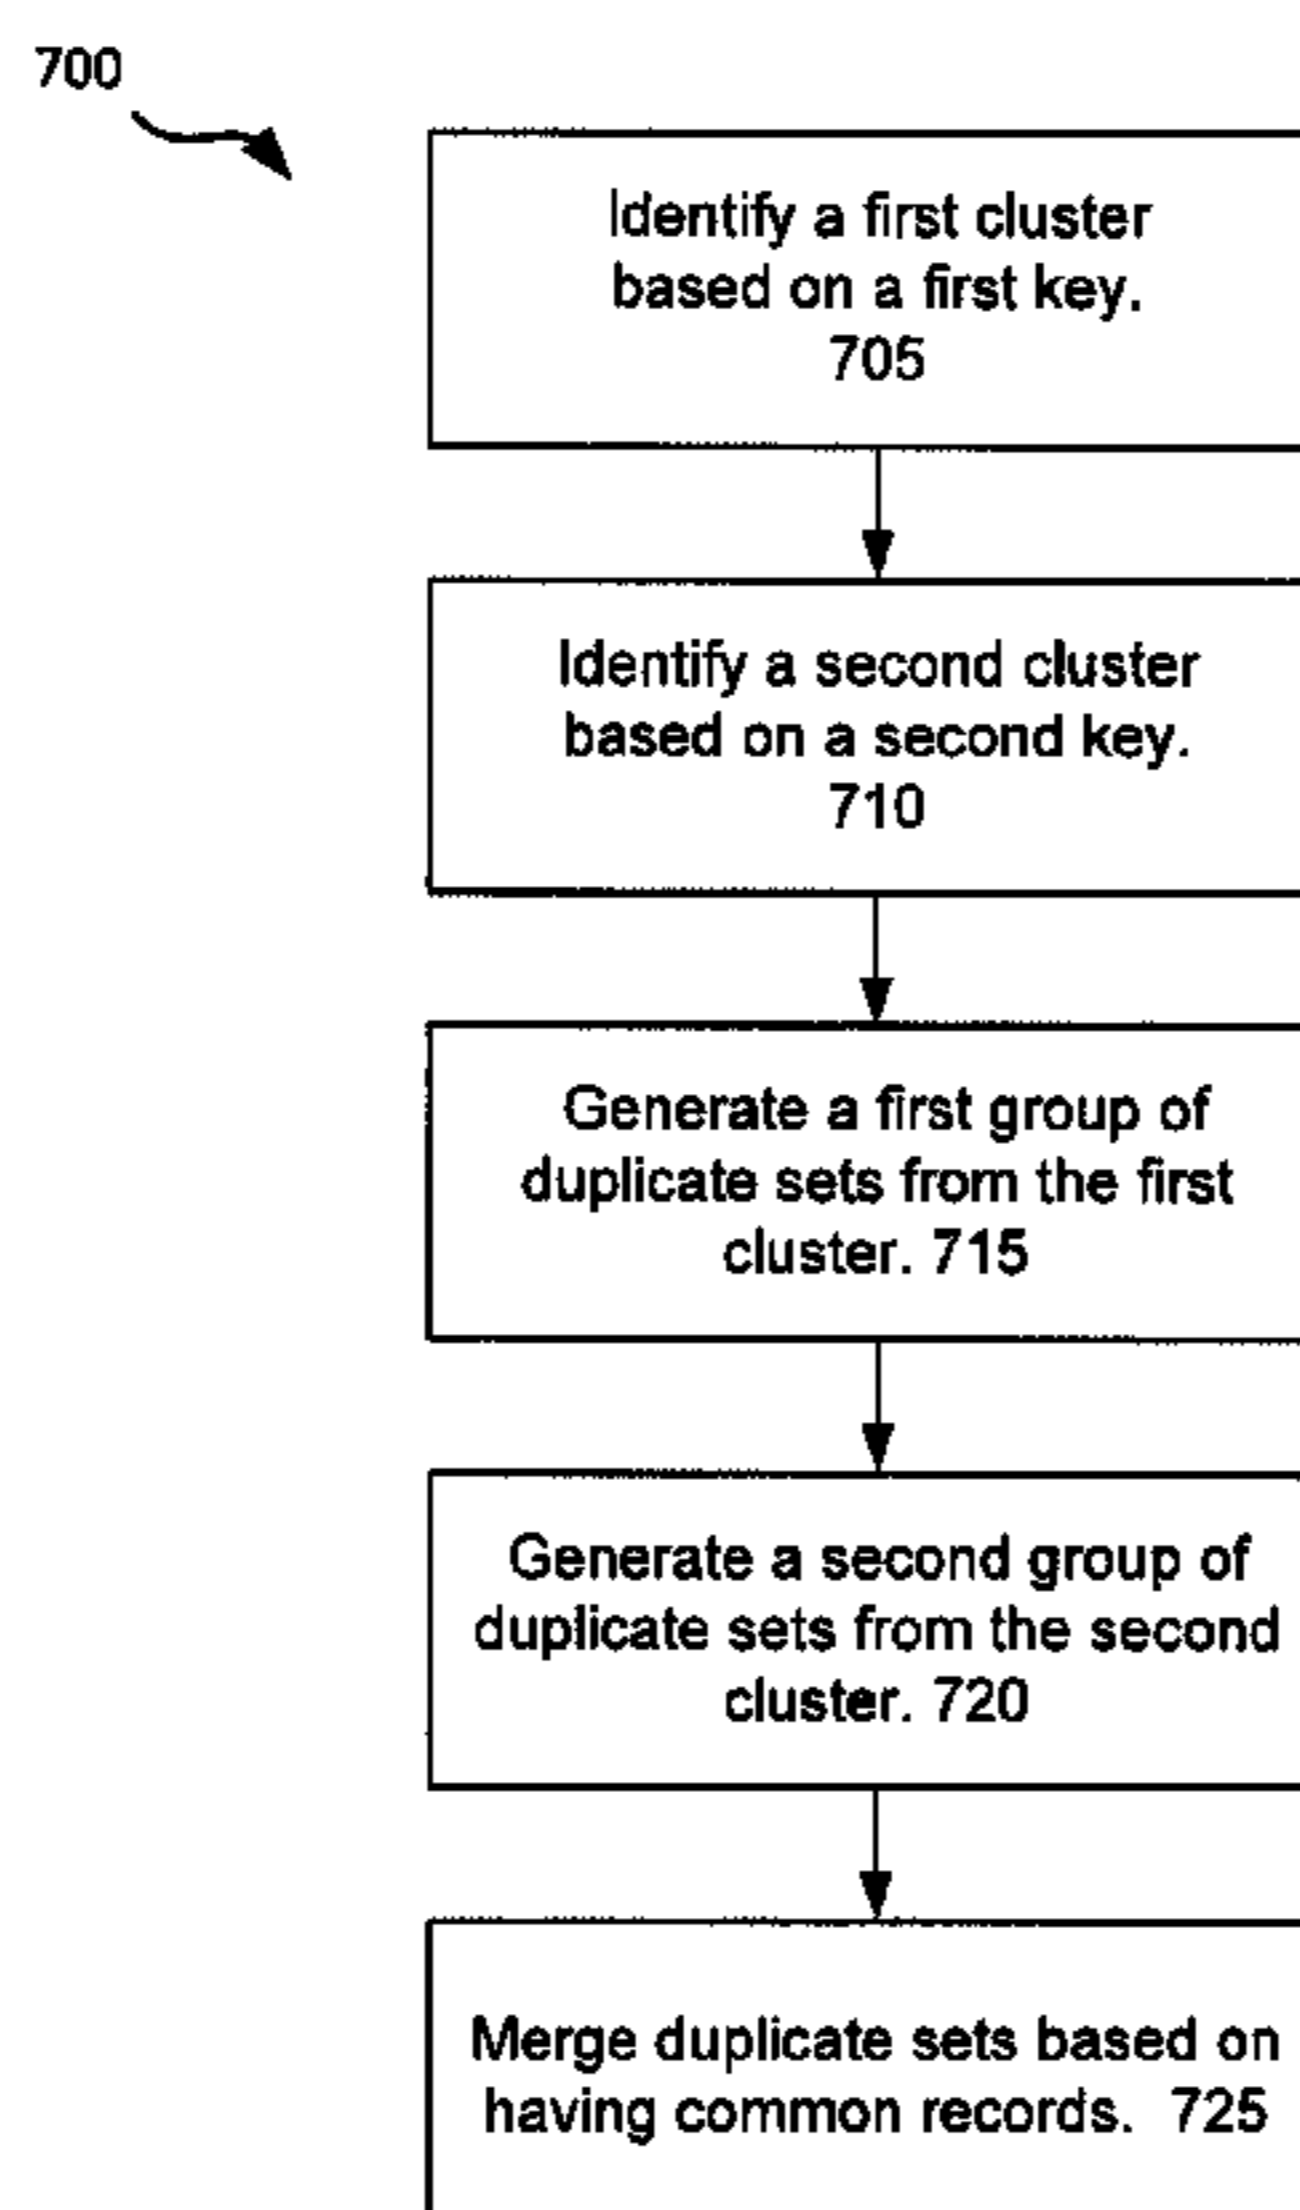 700
Identify a first cluster
based on a first key.
705
Identify a second cluster
based on a second key.
710
Generate a first group of
duplicate sets from the first
cluster. 715
Generate a second group of
duplicate sets from the second
cluster. 720
Merge duplicate sets based on
having common records. 725